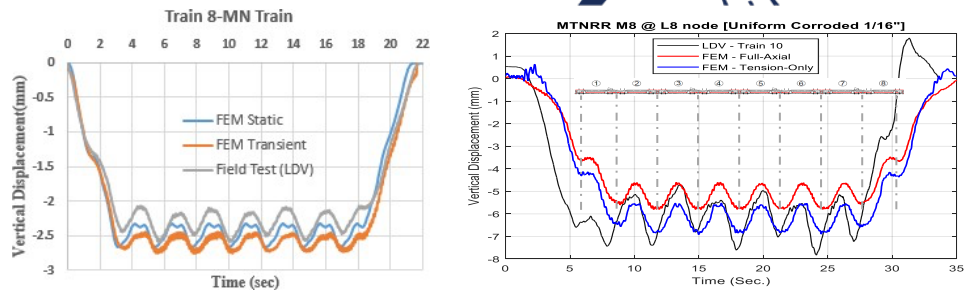 Train 8-MN Train
0 2 4 6 8 10 12 14 16 18 20 22
0
-0.5
-1
-1.5
-2
-2.5
-3
Vertical Displacement(mm)
FEM Static
FEM Transient
Field Test (LDV)
Time (sec)
MTNRR M8 @ L8 node [Uniform Corroded 1/16"]
2
1
0
-1
-2
-3
-4
-5
-6
-7
-8
Vertical Displacement (mm)
LDV - Train 10
FEM - Full-Axial
FEM - Tension-Only
1 2 3 4 5 6 7 8
0 5 10 15 20 25 30 35
Time (Sec.)